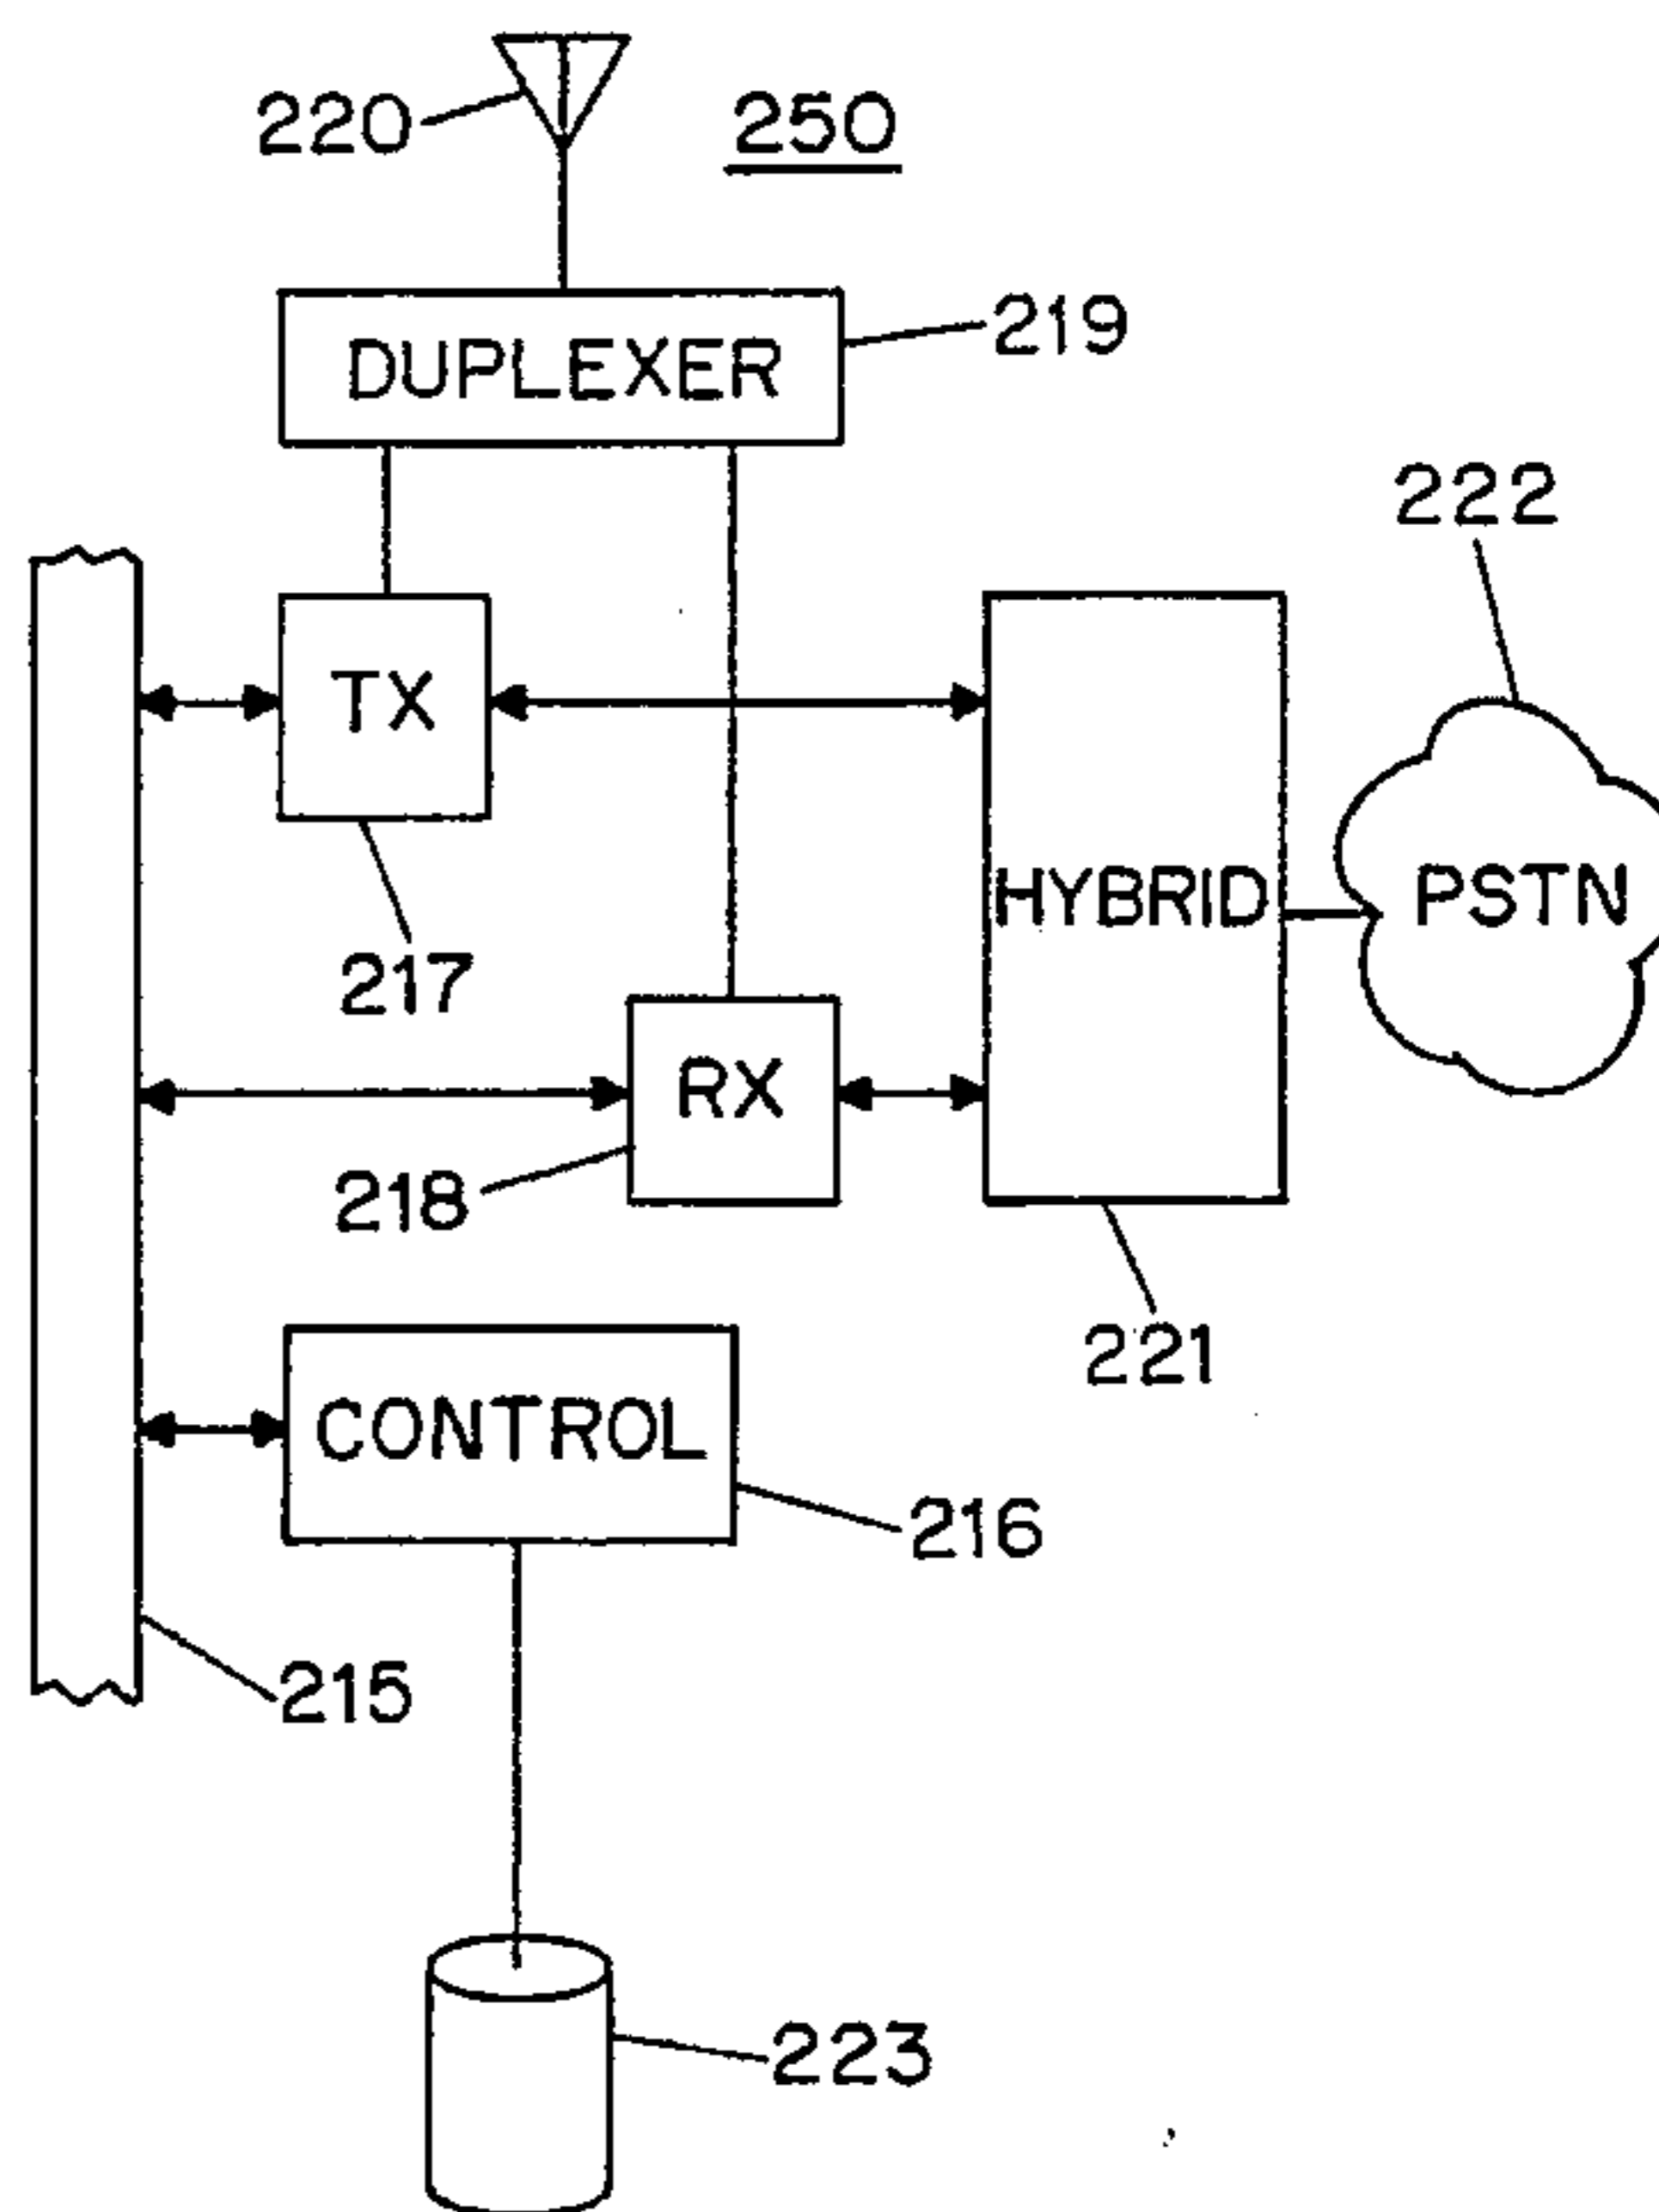 220
250
DUPLEXER
219
222
TX
HYBRID
PSTN
217
RX
218
221
CONTROL
216
215
223